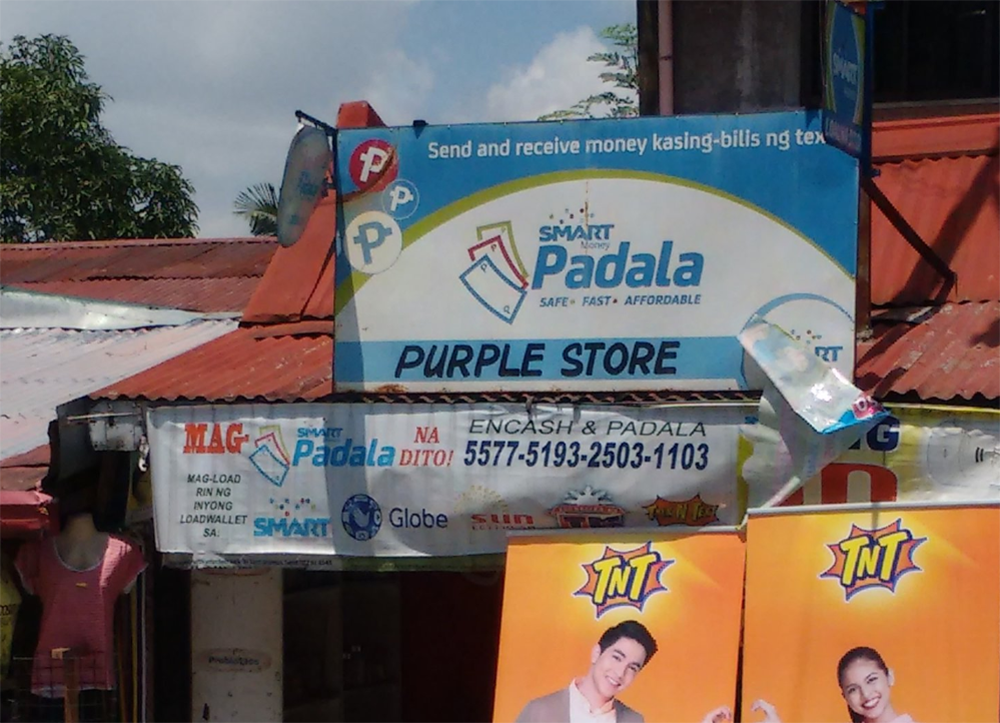 Send and receive money kasing-bilis ng tex
SMART
Money
Padala
SAFE • FAST • AFFORDABLE
PURPLE STORE
SMART
MAG-
SMART
Padala
NA
DITO!
ENCASH & PADALA
5577-5193-2503-1103
MAG-LOAD
RIN NG
INYONG
LOADWALLET
SA:
SMART
Globe
sun
TNT
TNT